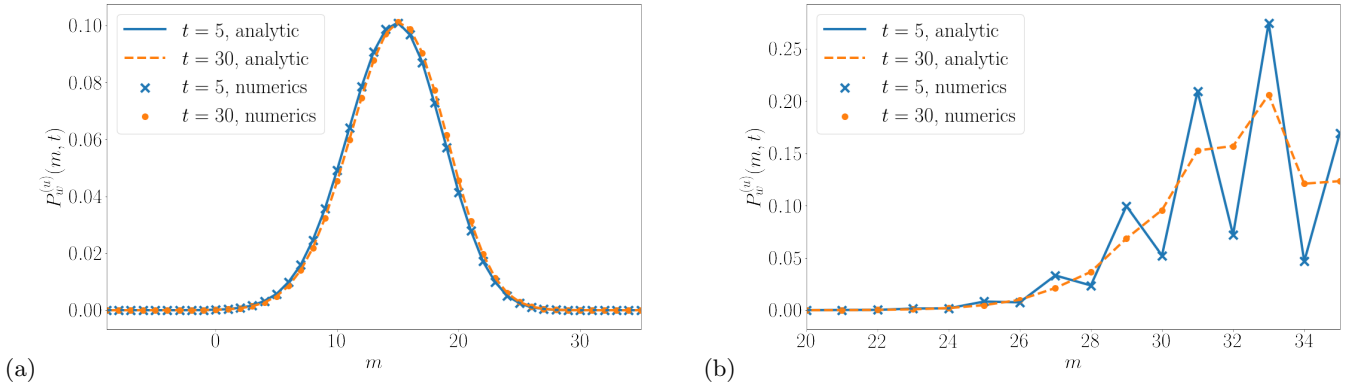 0.10
0.08
0.06
0.04
0.02
0.00
P_w^{(u)}(m, t)
t = 5, analytic
t = 30, analytic
t = 5, numerics
t = 30, numerics
0 10 20 30
m
(a)
0.25
0.20
0.15
0.10
0.05
0.00
P_w^{(u)}(m, t)
t = 5, analytic
t = 30, analytic
t = 5, numerics
t = 30, numerics
20 22 24 26 28 30 32 34
m
(b)